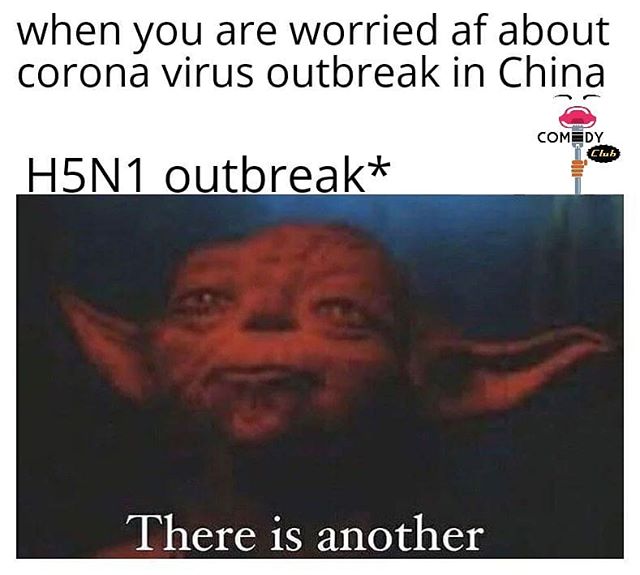 when you are worried af about
corona virus outbreak in China
COMEDY
Club
H5N1 outbreak*
There is another